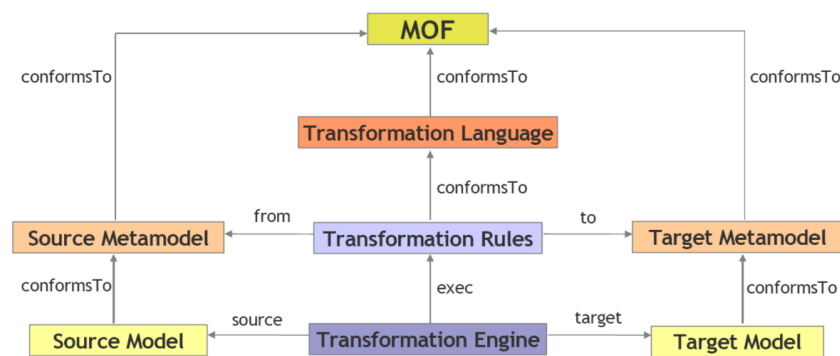 MOF
conformsTo
conformsTo
conformsTo
Transformation Language
conformsTo
from
to
Source Metamodel
Transformation Rules
Target Metamodel
conformsTo
exec
conformsTo
source
target
Source Model
Transformation Engine
Target Model